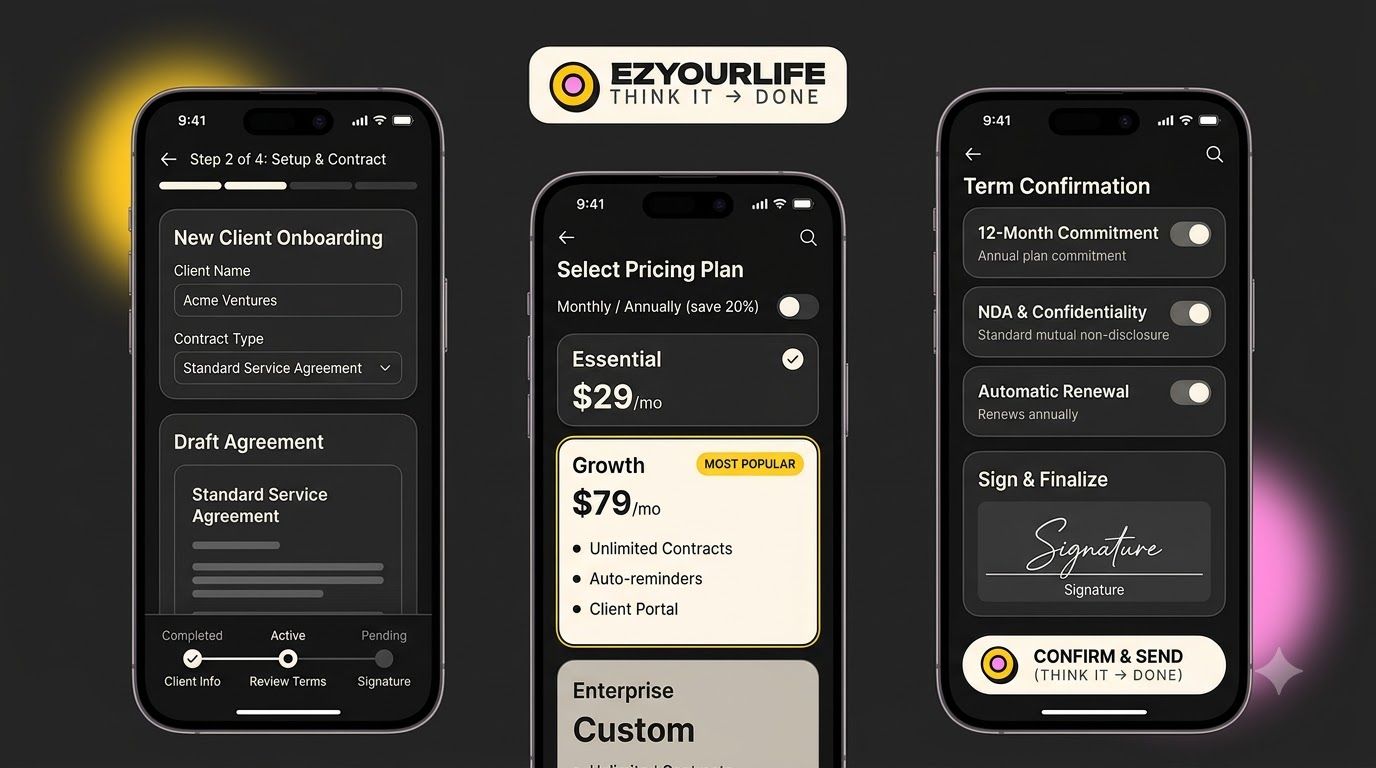 EZYOURLIFE
THINK IT → DONE
9:41
Step 2 of 4: Setup & Contract
New Client Onboarding
Client Name
Acme Ventures
Contract Type
Standard Service Agreement
Draft Agreement
Standard Service
Agreement
Completed
Active
Pending
Client Info
Review Terms
Signature
9:41
Select Pricing Plan
Monthly / Annually (save 20%)
Essential
$29/mo
Growth
MOST POPULAR
$79/mo
Unlimited Contracts
Auto-reminders
Client Portal
Enterprise
Custom
9:41
Term Confirmation
12-Month Commitment
Annual plan commitment
NDA & Confidentiality
Standard mutual non-disclosure
Automatic Renewal
Renews annually
Sign & Finalize
Signature
Signature
CONFIRM & SEND
(THINK IT → DONE)